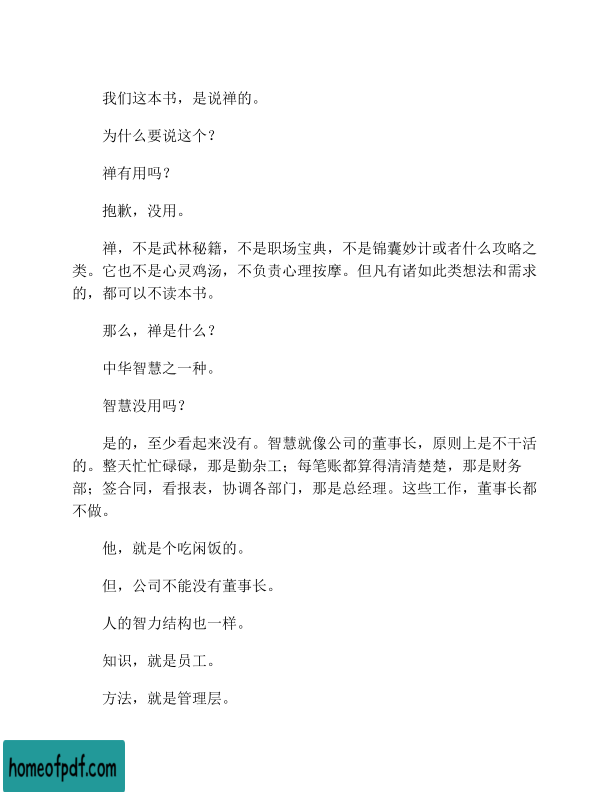 我们这本书，是说禅的。
为什么要说这个？
禅有用吗？
抱歉，没用。
禅，不是武林秘籍，不是职场宝典，不是锦囊妙计或者什么攻略之
类。它也不是心灵鸡汤，不负责心理按摩。但凡有诸如此类想法和需求
的，都可以不读本书。
那么，禅是什么？
中华智慧之一种。
智慧没用吗？
是的，至少看起来没有。智慧就像公司的董事长，原则上是不干活
的。整天忙忙碌碌，那是勤杂工；每笔账都算得清清楚楚，那是财务
部；签合同，看报表，协调各部门，那是总经理。这些工作，董事长都
不做。
他，就是个吃闲饭的。
但，公司不能没有董事长。
人的智力结构也一样。
知识，就是员工。
方法，就是管理层。
homeofpdf.com